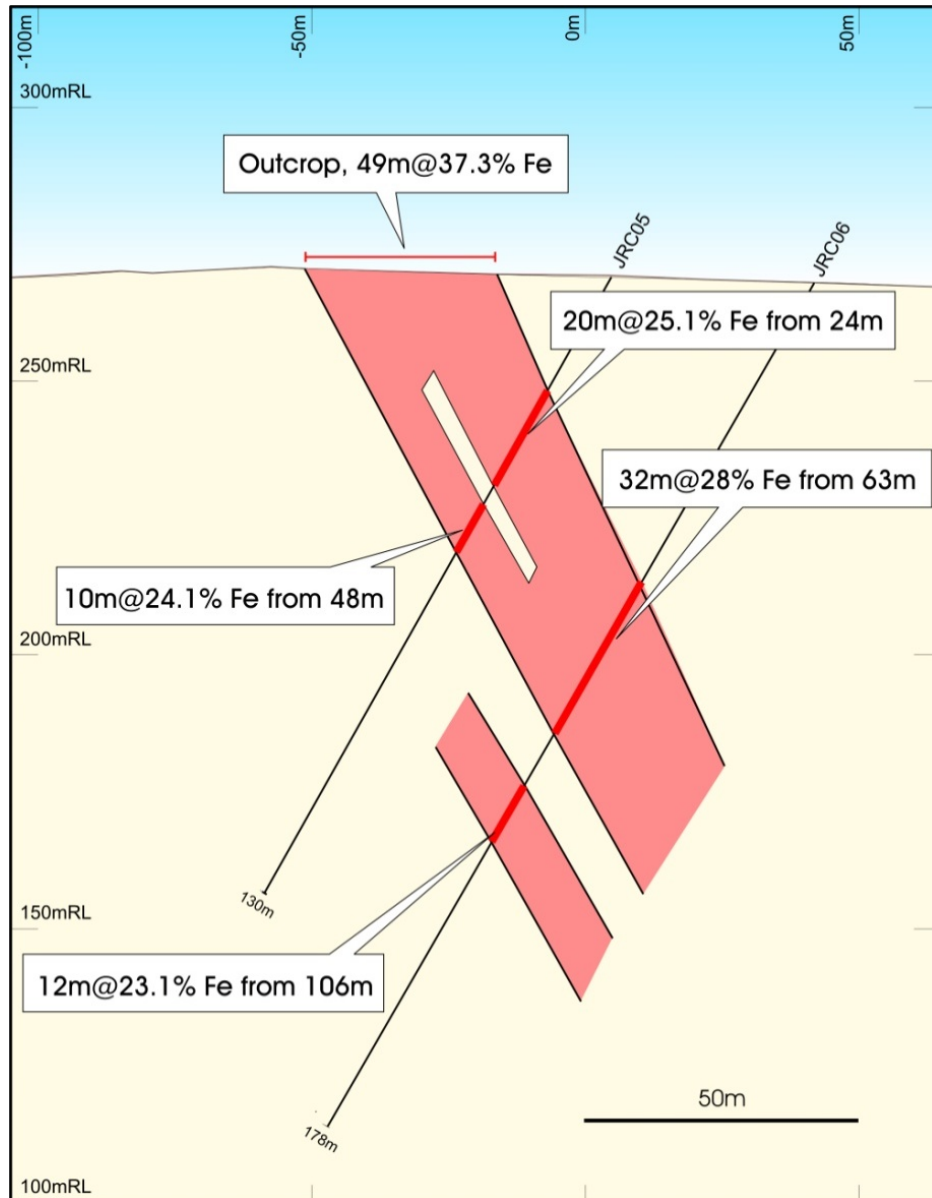 -100m
-50m
0m
50m
300mRL
Outcrop, 49m@37.3% Fe
JRC05
JRC06
20m@25.1% Fe from 24m
250mRL
32m@28% Fe from 63m
10m@24.1% Fe from 48m
200mRL
130m
150mRL
12m@23.1% Fe from 106m
50m
178m
100mRL